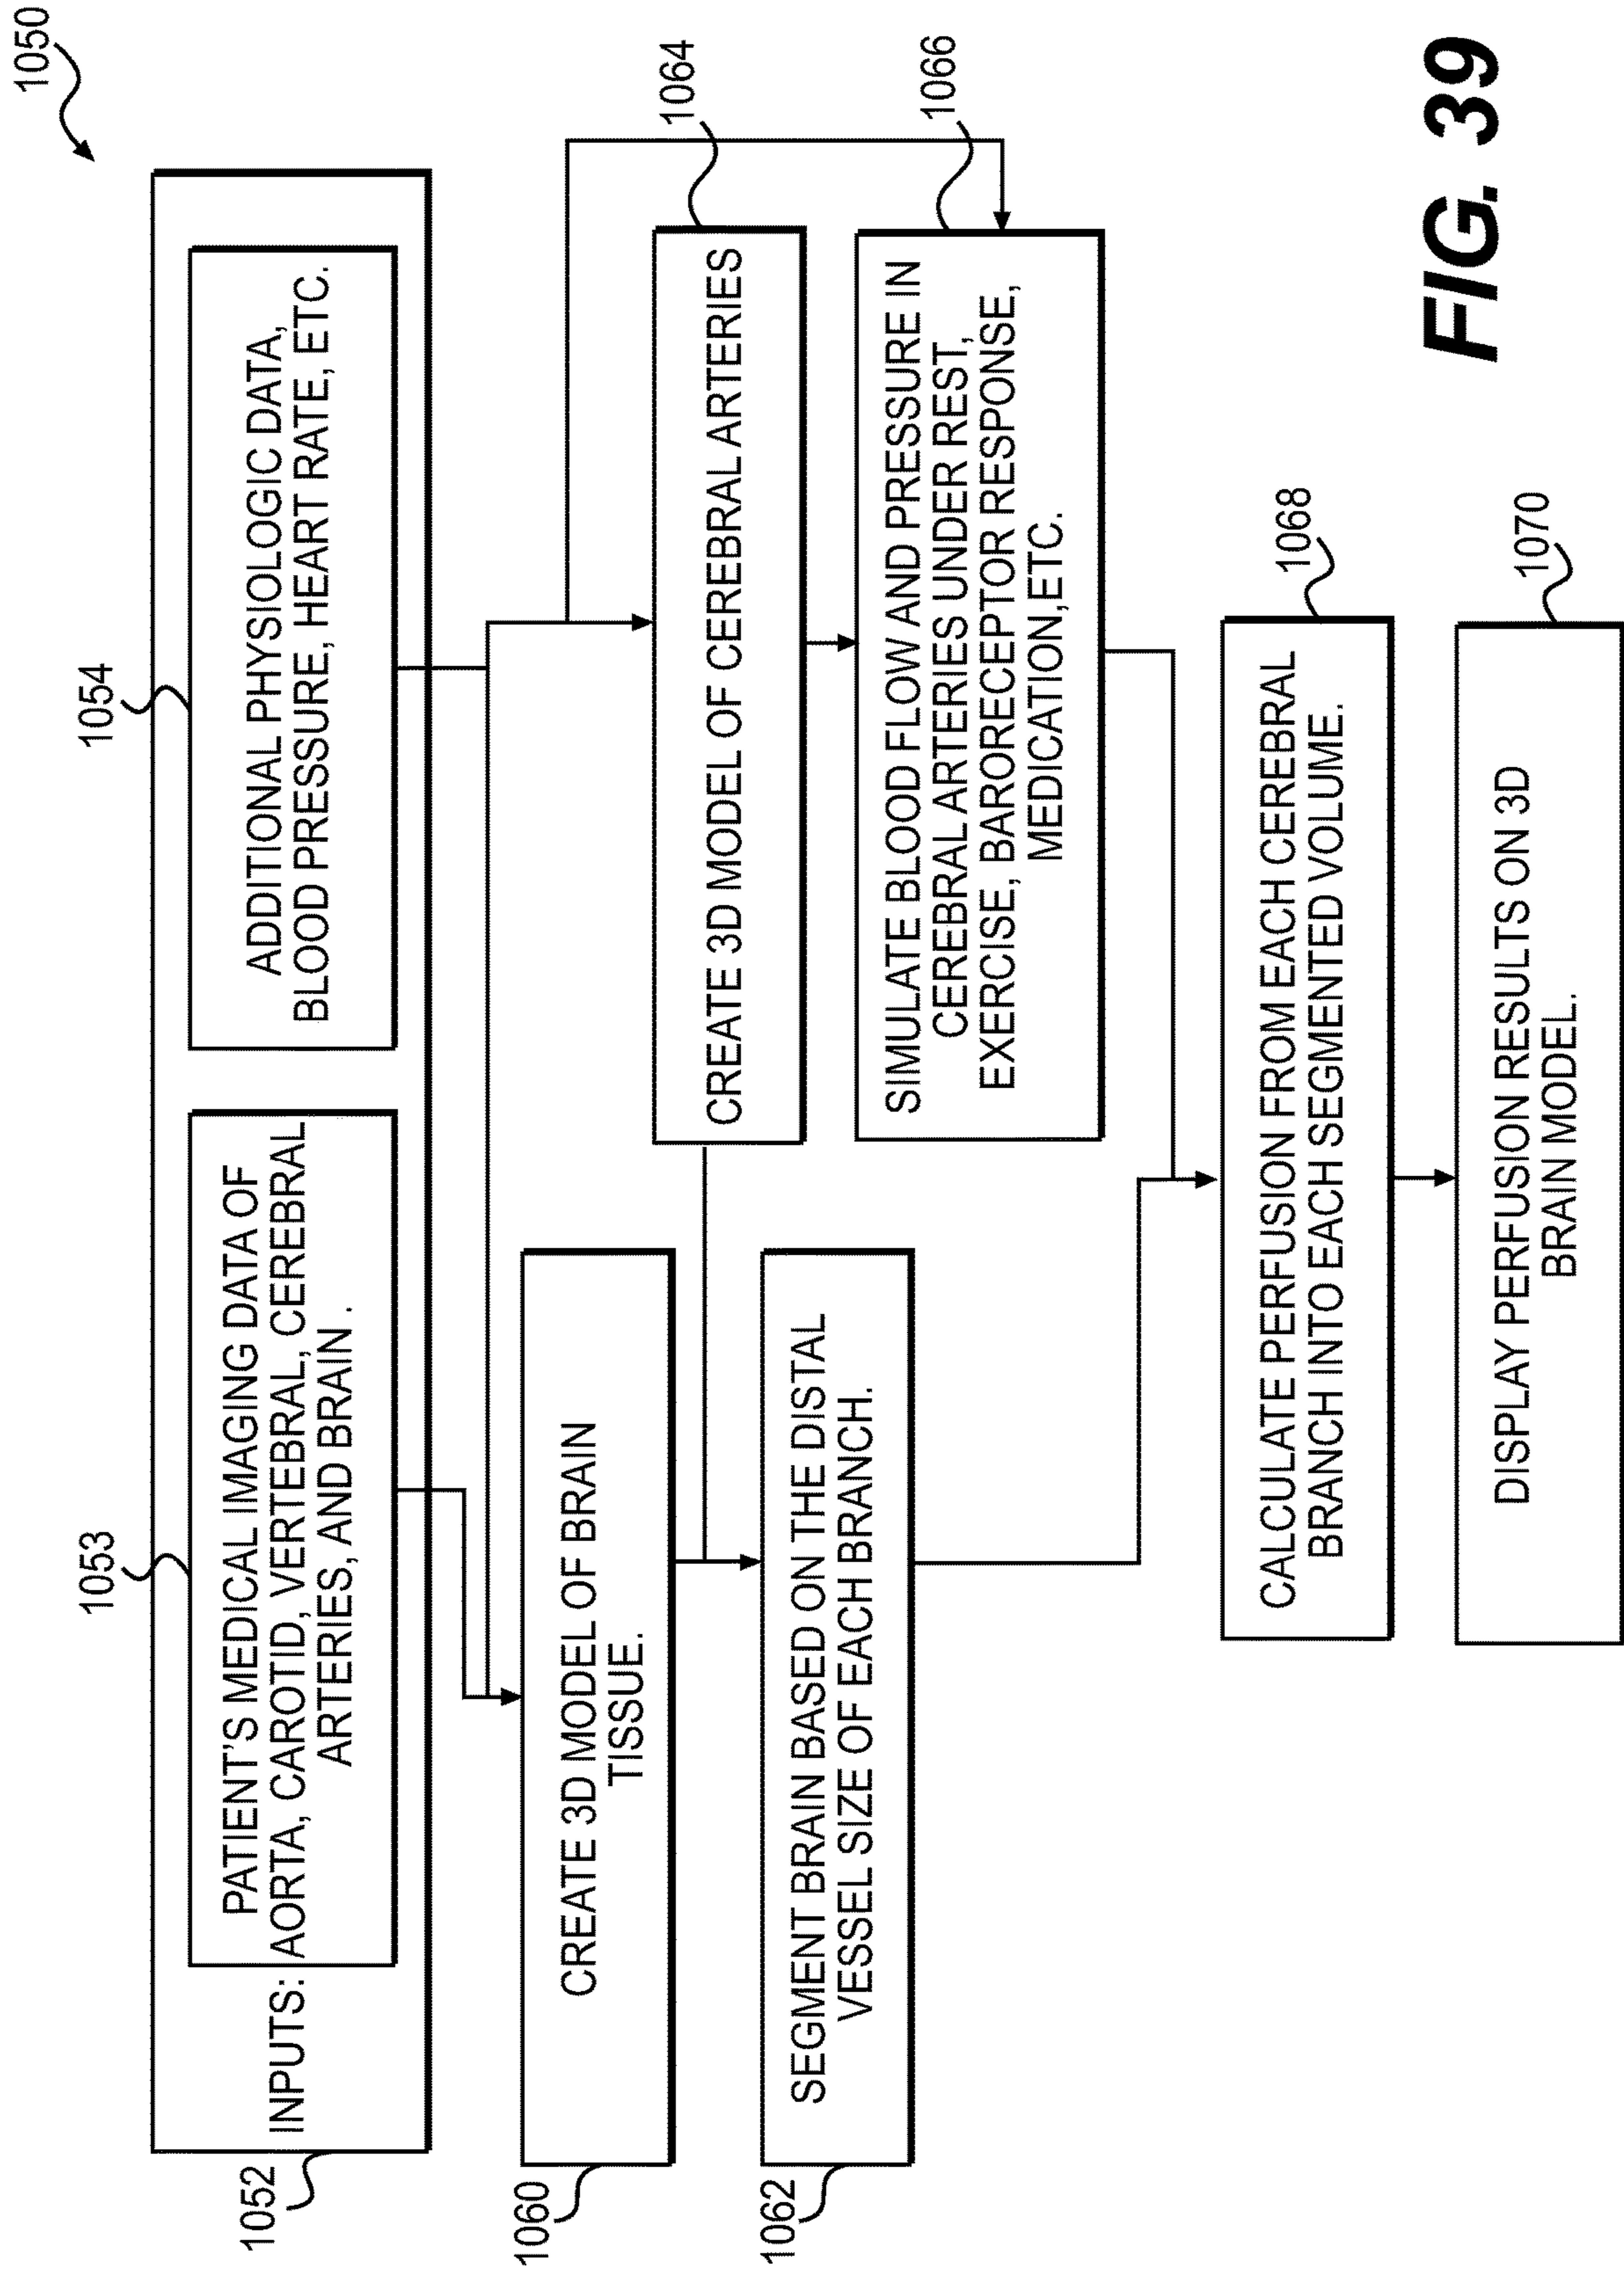 1050
1053
1054
1052
INPUTS:
PATIENT'S MEDICAL IMAGING DATA OF
AORTA, CAROTID, VERTEBRAL, CEREBRAL
ARTERIES, AND BRAIN.
ADDITIONAL PHYSIOLOGIC DATA,
BLOOD PRESSURE, HEART RATE, ETC.
1060
CREATE 3D MODEL OF BRAIN
TISSUE.
1064
CREATE 3D MODEL OF CEREBRAL ARTERIES
1062
SEGMENT BRAIN BASED ON THE DISTAL
VESSEL SIZE OF EACH BRANCH.
1066
SIMULATE BLOOD FLOW AND PRESSURE IN
CEREBRAL ARTERIES UNDER REST,
EXERCISE, BARORECEPTOR RESPONSE,
MEDICATION,ETC.
1068
CALCULATE PERFUSION FROM EACH CEREBRAL
BRANCH INTO EACH SEGMENTED VOLUME.
1070
DISPLAY PERFUSION RESULTS ON 3D
BRAIN MODEL.
FIG. 39